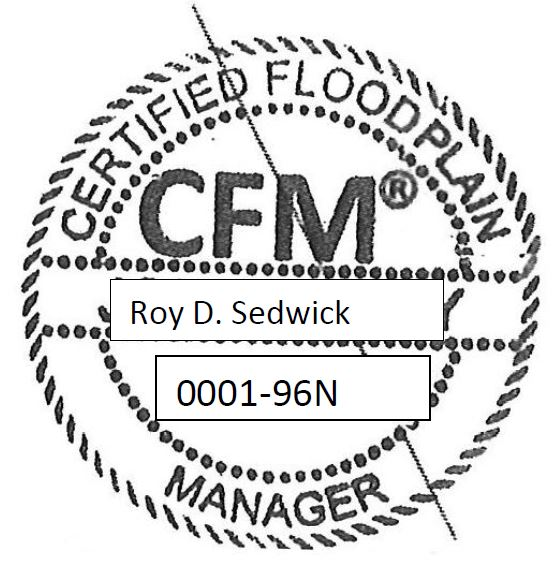 CERTIFIED FLOODPLAIN
CFM®
Roy D. Sedwick
0001-96N
MANAGER